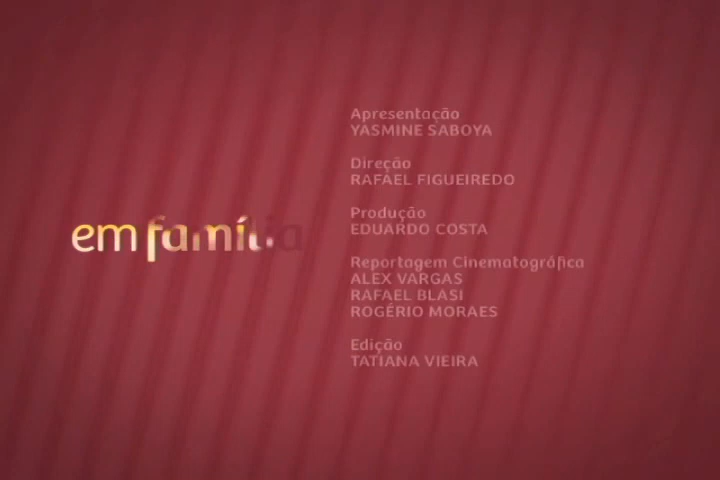 em família
Apresentação
YASMINE SABOYA
Direção
RAFAEL FIGUEIREDO
Produção
EDUARDO COSTA
Reportagem Cinematográfica
ALEX VARGAS
RAFAEL BLASI
ROGÉRIO MORAES
Edição
TATIANA VIEIRA